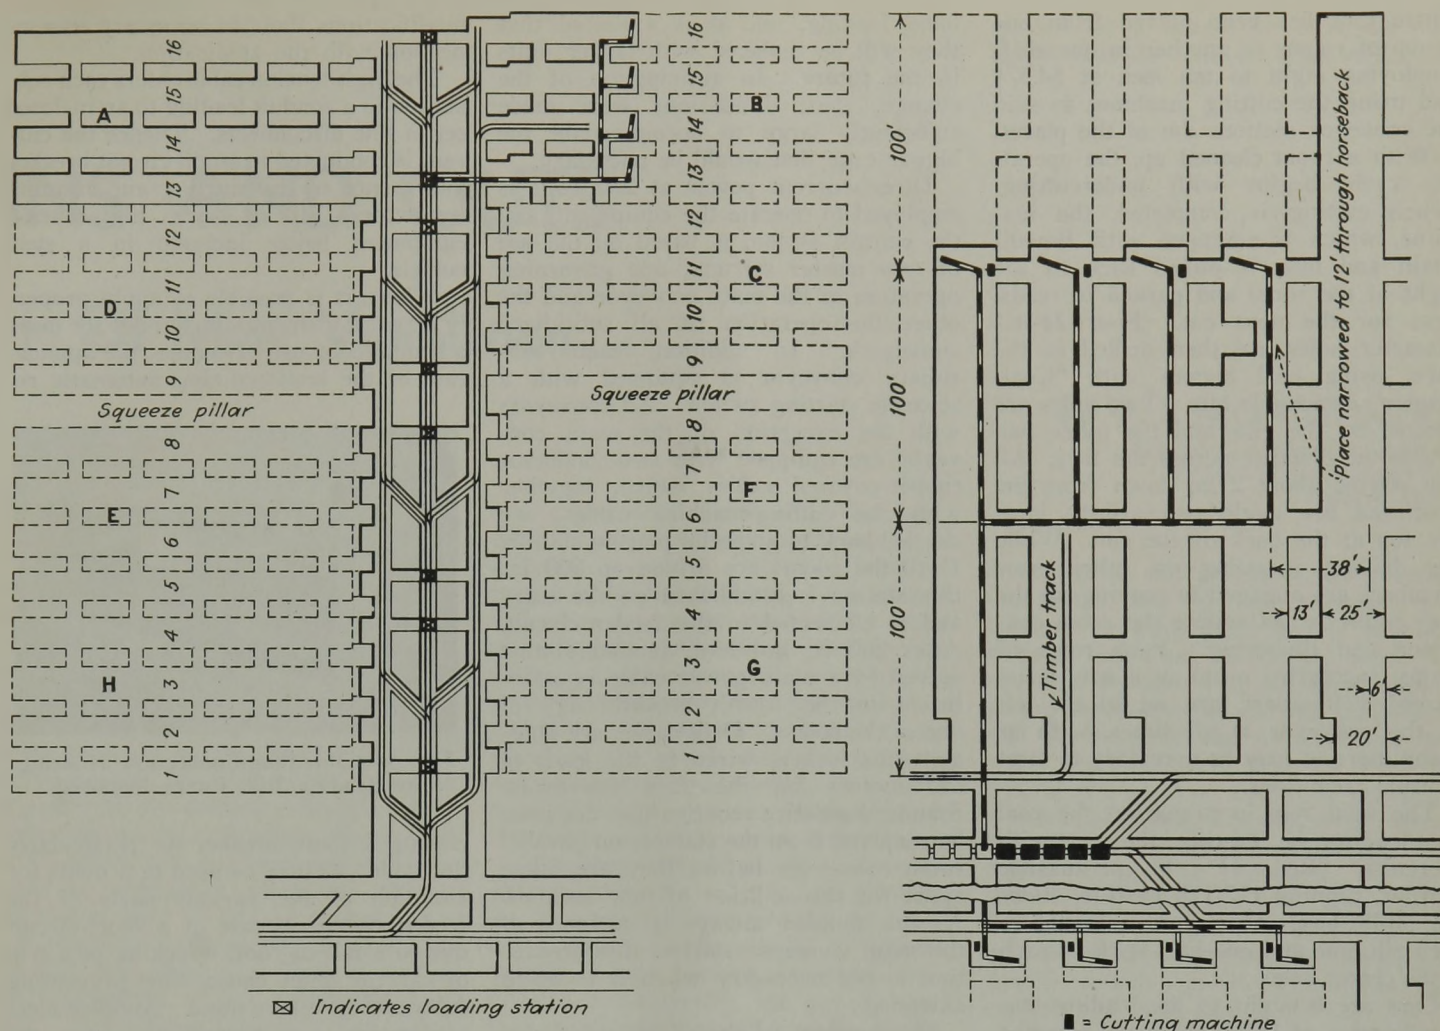 16
15
A
14
13
12
11
D
10
9
Squeeze pillar
8
7
E
6
5
4
H
3
2
1
16
15
B
14
13
12
C
11
10
9
Squeeze pillar
8
7
F
6
5
4
3
G
2
1
Indicates loading station
100'
100'
100'
Place narrowed to 12' through horseback
Timber track
38'
13'
25'
6'
20'
= Cutting machine